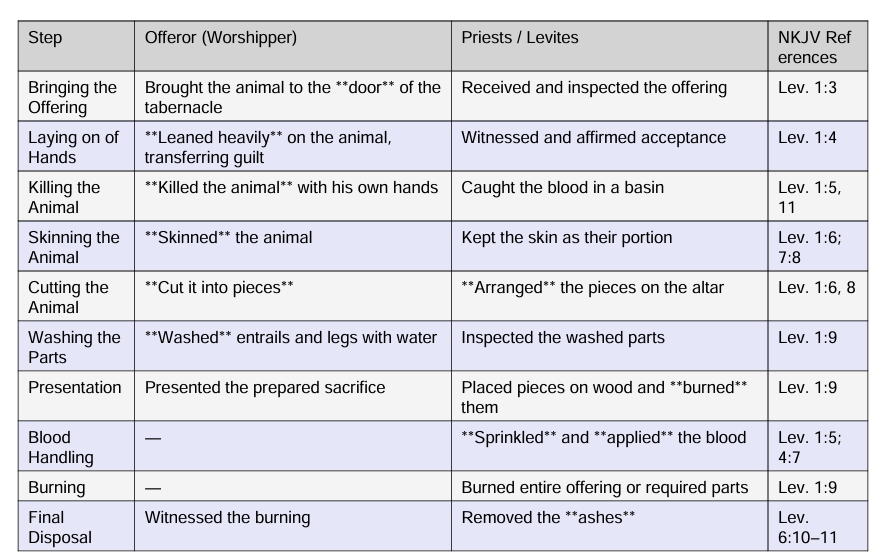 Step Offeror (Worshipper) Priests / Levites NKJV Ref
erences
Bringing the Brought the animal to the **door** of the Received and inspected the offering Lev. 1:3
Offering tabernacle
Laying on of **Leaned heavily** on the animal, Witnessed and affirmed acceptance Lev. 1:4
Hands transferring guilt
Killing the **Killed the animal** with his own hands Caught the blood in a basin Lev. 1:5,
Animal 11
Skinning the **Skinned** the animal Kept the skin as their portion Lev. 1:6;
Animal 7:8
Cutting the **Cut it into pieces** **Arranged** the pieces on the altar Lev. 1:6, 8
Animal
Washing the **Washed** entrails and legs with water Inspected the washed parts Lev. 1:9
Parts
Presentation Presented the prepared sacrifice Placed pieces on wood and **burned** Lev. 1:9
them
Blood — **Sprinkled** and **applied** the blood Lev. 1:5;
Handling 4:7
Burning — Burned entire offering or required parts Lev. 1:9
Final Witnessed the burning Removed the **ashes** Lev.
Disposal 6:10–11